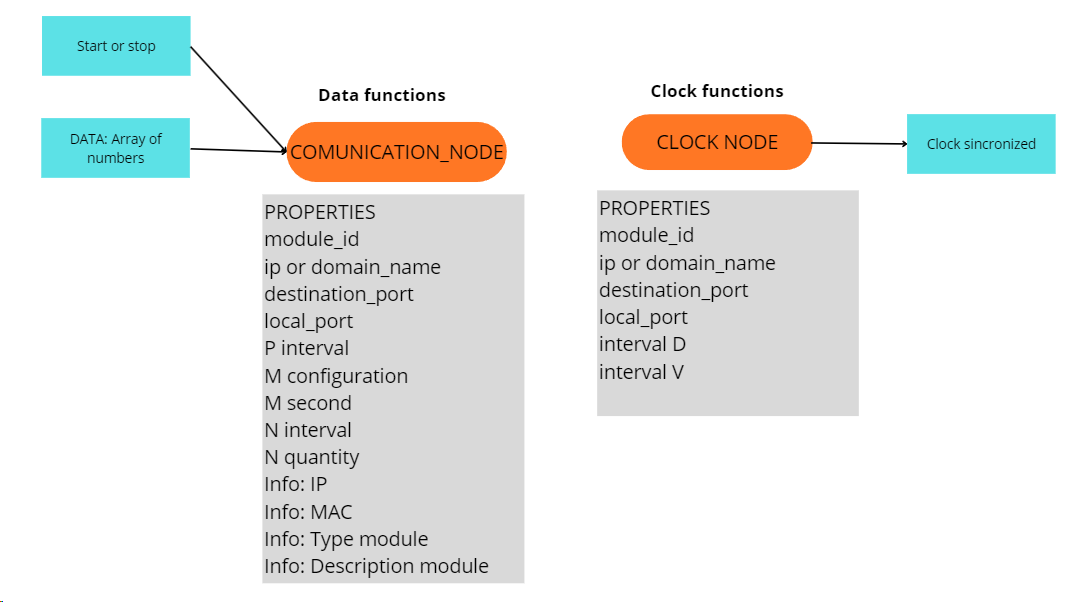 Start or stop
DATA: Array of
numbers
Data functions
COMUNICATION_NODE
PROPERTIES
module_id
ip or domain_name
destination_port
local_port
P interval
M configuration
M second
N interval
N quantity
Info: IP
Info: MAC
Info: Type module
Info: Description module
Clock functions
CLOCK NODE
Clock sincronized
PROPERTIES
module_id
ip or domain_name
destination_port
local_port
interval D
interval V